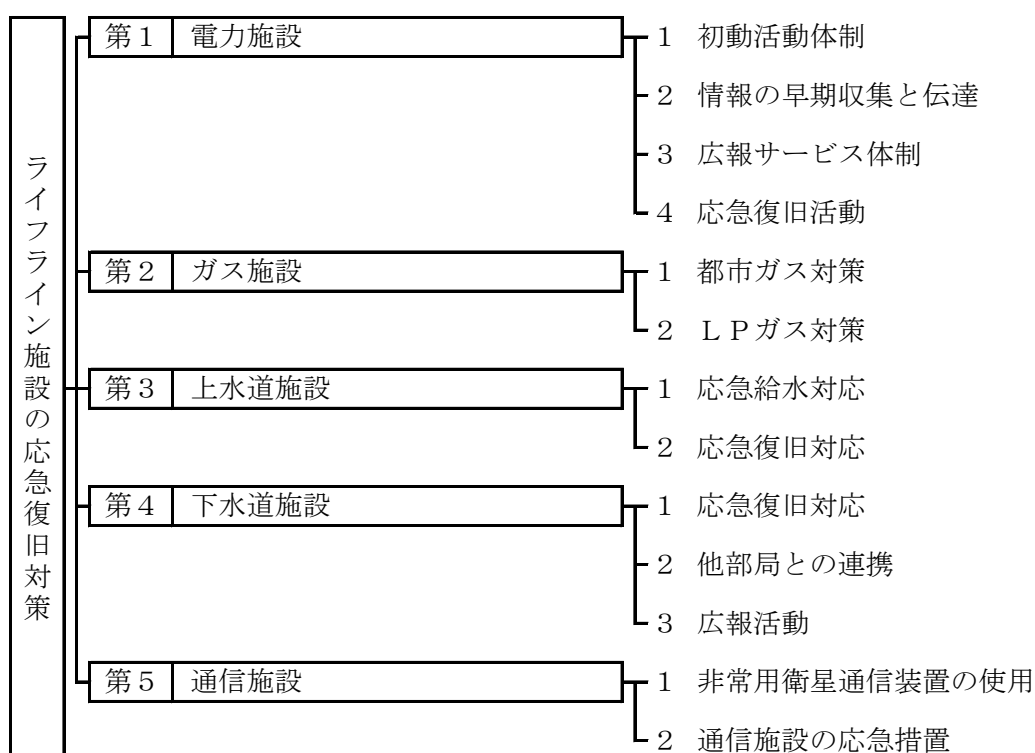 ライフライン施設の応急復旧対策
第１ 電力施設
１ 初動活動体制
２ 情報の早期収集と伝達
３ 広報サービス体制
４ 応急復旧活動
第２ ガス施設
１ 都市ガス対策
２ ＬＰガス対策
第３ 上水道施設
１ 応急給水対応
２ 応急復旧対応
第４ 下水道施設
１ 応急復旧対応
２ 他部局との連携
３ 広報活動
第５ 通信施設
１ 非常用衛星通信装置の使用
２ 通信施設の応急措置